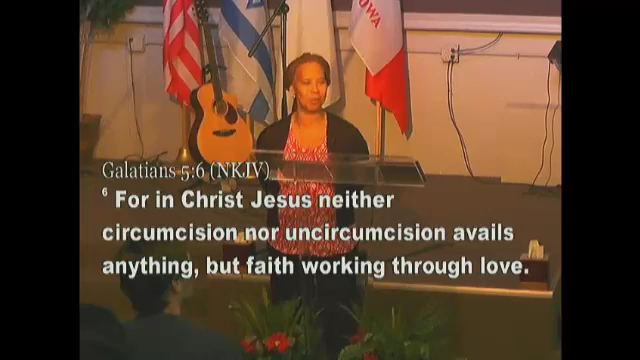 IOWA
Galatians 5:6 (NKJV)
6 For in Christ Jesus neither
circumcision nor uncircumcision avails
anything, but faith working through love.